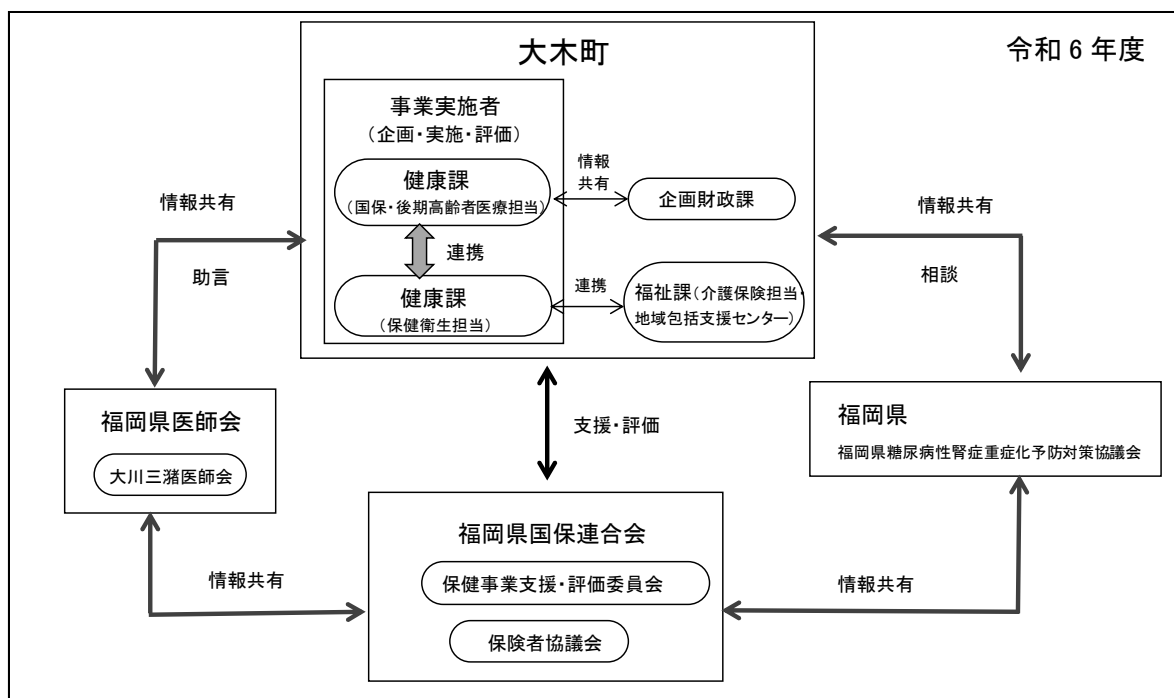 大木町
令和6年度
事業実施者
(企画・実施・評価)
健康課
(国保・後期高齢者医療担当)
情報
共有
企画財政課
連携
健康課
(保健衛生担当)
連携
福祉課(介護保険担当・
地域包括支援センター)
情報共有
助言
情報共有
相談
支援・評価
福岡県医師会
大川三潴医師会
福岡県
福岡県糖尿病性腎症重症化予防対策協議会
福岡県国保連合会
保健事業支援・評価委員会
保険者協議会
情報共有
情報共有